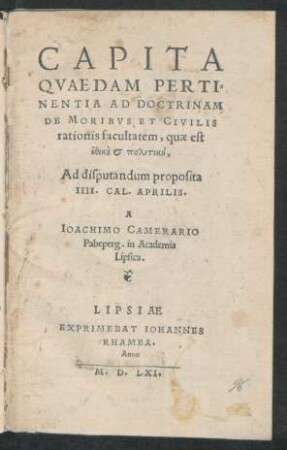 CAPITA
QVAEDAM PERTI-
NENTIA AD DOCTRINAM
DE MORIBVS ET CIVILIS
rationis facultatem, quæ est
ἠθικὴ & πολιτικὴ,
Ad disputandum proposita
IIII. CAL. APRILIS.
A
IOACHIMO CAMERARIO
Pabeperg. in Academia
Lipsica.
LIPSIAE
EXPRIMEBAT IOHANNES
RHAMBA.
Anno
M. D. LXI.